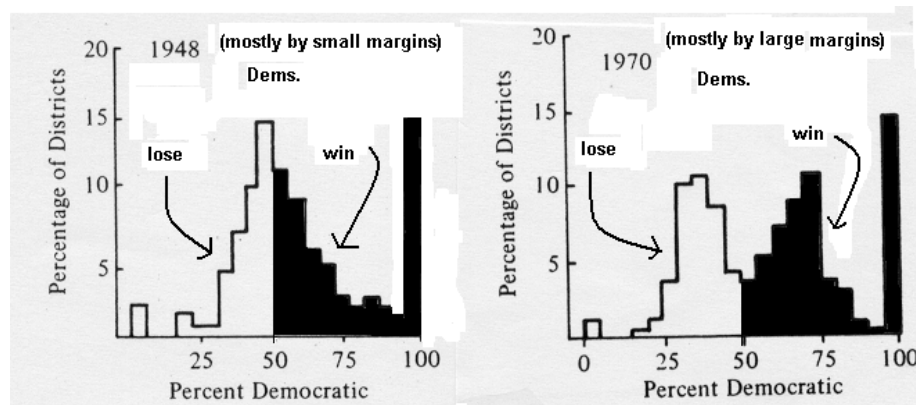 1948
(mostly by small margins)
Dems.
lose
win
Percentage of Districts
20
15
10
5
25
50
75
100
Percent Democratic
1970
(mostly by large margins)
Dems.
lose
win
Percentage of Districts
20
15
10
5
0
25
50
75
100
Percent Democratic